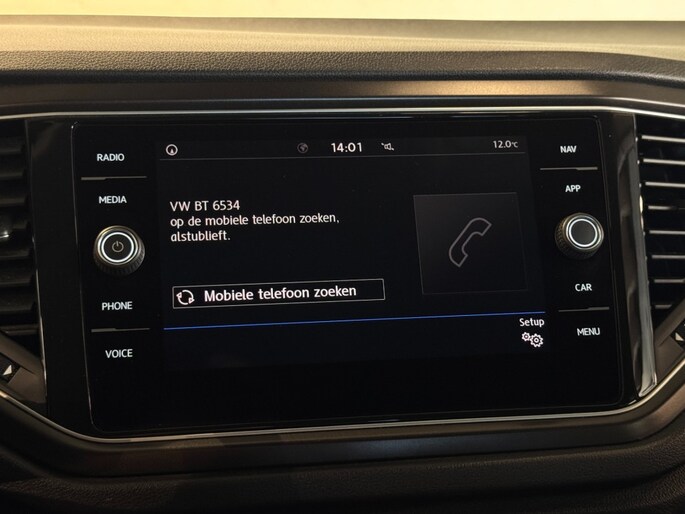 RADIO
MEDIA
PHONE
VOICE
14:01
12.0°C
VW BT 6534
op de mobiele telefoon zoeken,
alstublieft.
Mobiele telefoon zoeken
Setup
NAV
APP
CAR
MENU